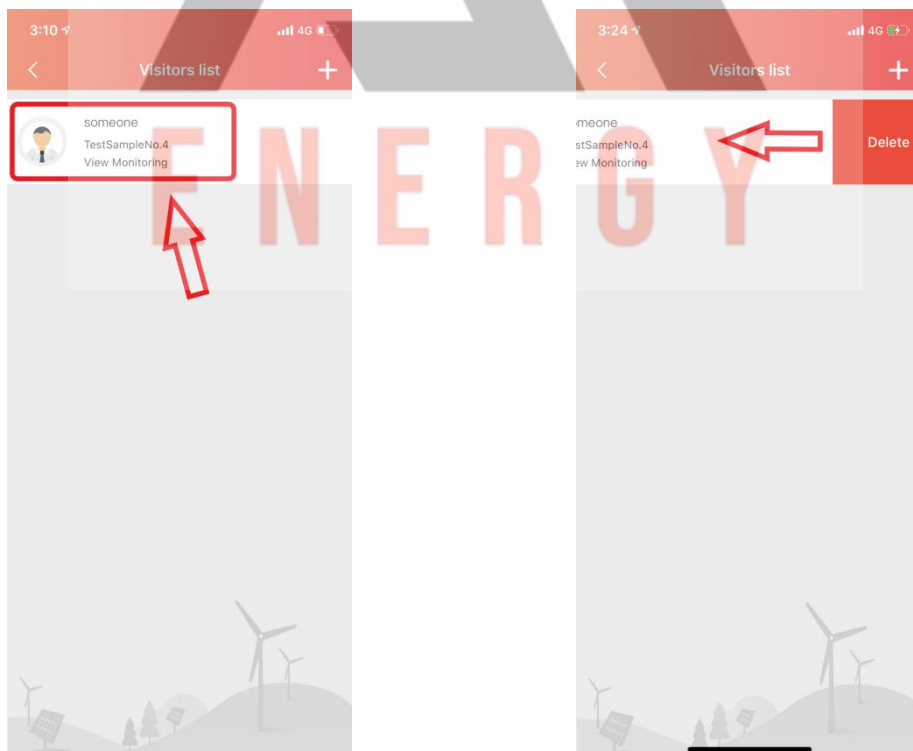 3:10
4G
Visitors list
someone
TestSampleNo.4
View Monitoring
3:24
4G
Visitors list
meone
stSampleNo.4
ew Monitoring
Delete
ENERGY